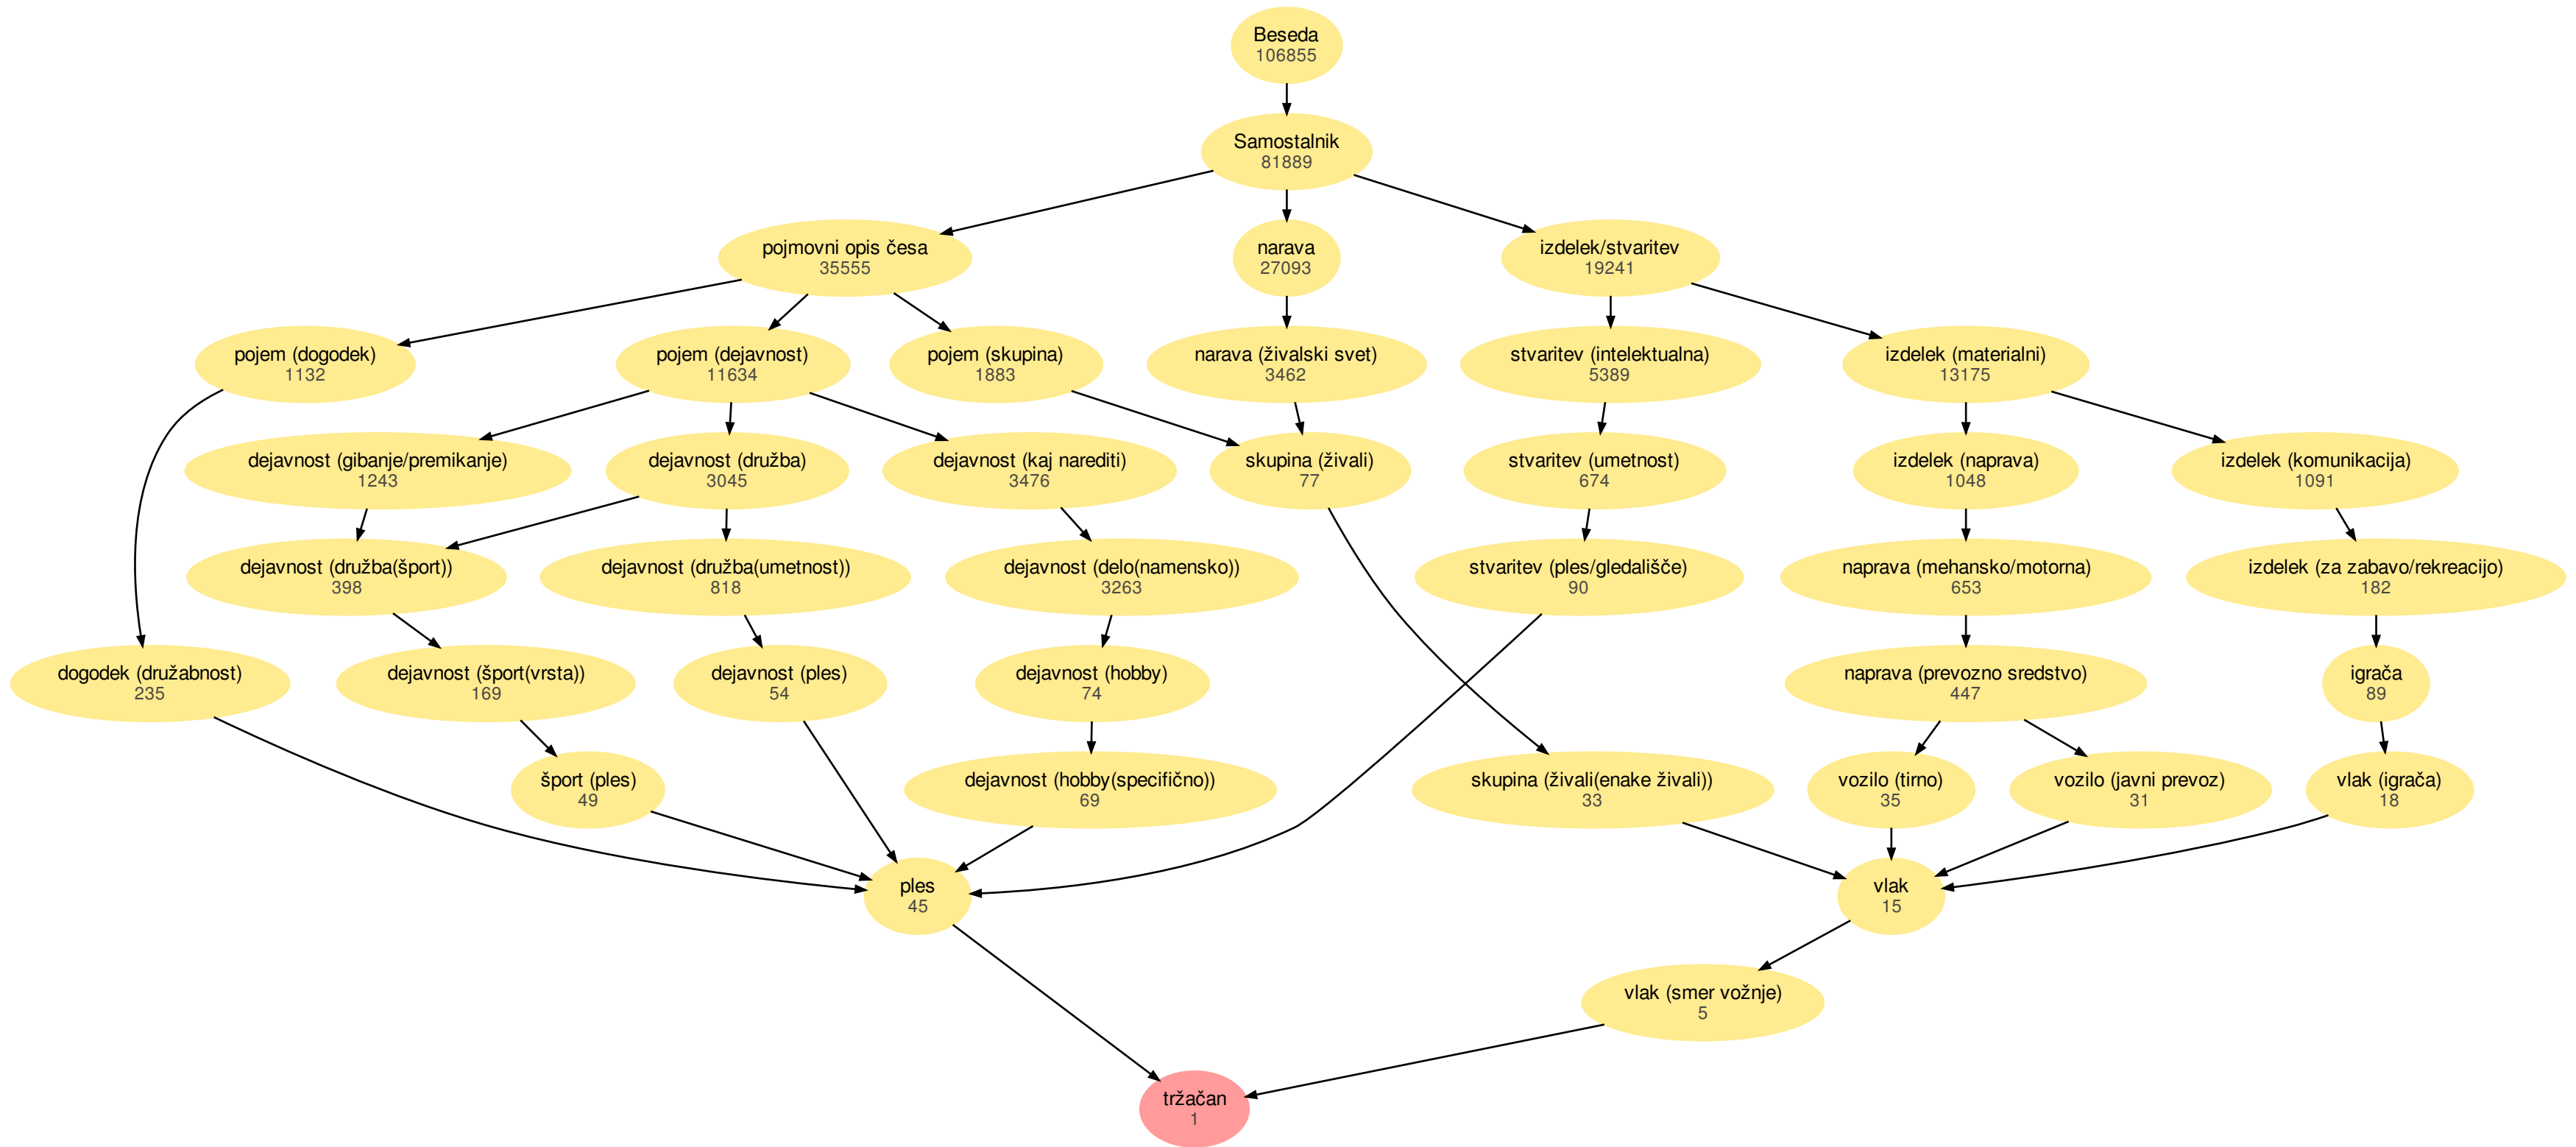 Beseda
106855
Samostalnik
81889
pojmovni opis česa
35555
narava
27093
izdelek/stvaritev
19241
pojem (dogodek)
1132
pojem (dejavnost)
11634
pojem (skupina)
1883
narava (živalski svet)
3462
stvaritev (intelektualna)
5389
izdelek (materialni)
13175
dejavnost (gibanje/premikanje)
1243
dejavnost (družba)
3045
dejavnost (kaj narediti)
3476
skupina (živali)
77
stvaritev (umetnost)
674
izdelek (naprava)
1048
izdelek (komunikacija)
1091
dejavnost (družba(šport))
398
dejavnost (družba(umetnost))
818
dejavnost (delo(namensko))
3263
stvaritev (ples/gledališče)
90
naprava (mehansko/motorna)
653
izdelek (za zabavo/rekreacijo)
182
dogodek (družabnost)
235
dejavnost (šport(vrsta))
169
dejavnost (ples)
54
dejavnost (hobby)
74
naprava (prevozno sredstvo)
447
igrača
89
šport (ples)
49
dejavnost (hobby(specifično))
69
skupina (živali(enake živali))
33
vozilo (tirno)
35
vozilo (javni prevoz)
31
vlak (igrača)
18
ples
45
vlak
15
vlak (smer vožnje)
5
tržačan
1